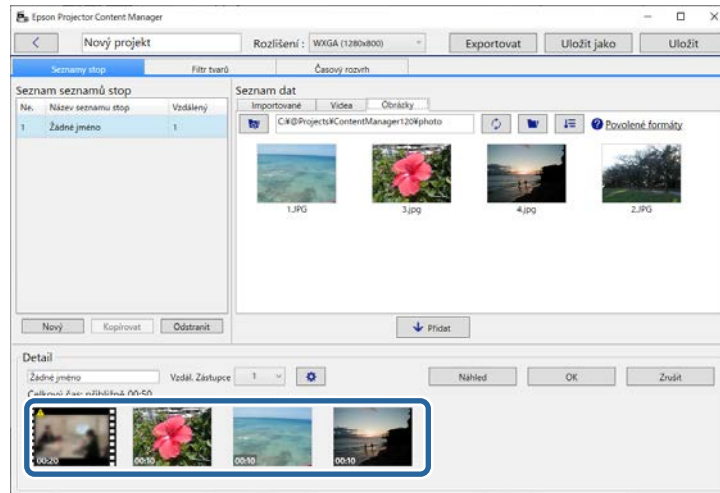 Epson Projector Content Manager
Nový projekt Rozlišení : WXGA (1280x800) Exportovat Uložit jako Uložit
Seznamy stop Filtr tvarů Časový rozvrh
Seznam seznamů stop
Ne. Název seznamu stop Vzdálený
1 Žádné jméno 1
Nový Kopírovat Odstranit
Seznam dat
Importované Videa Obrázky
C:¥@Projects¥ContentManager120¥photo Povolené formáty
1.JPG 3.jpg 4.jpg 2.JPG
Přidat
Detail
Žádné jméno Vzdál. Zástupce 1 Náhled OK Zrušit
Celkový čas: přibližně 00:50
00:20 00:10 00:10 00:10